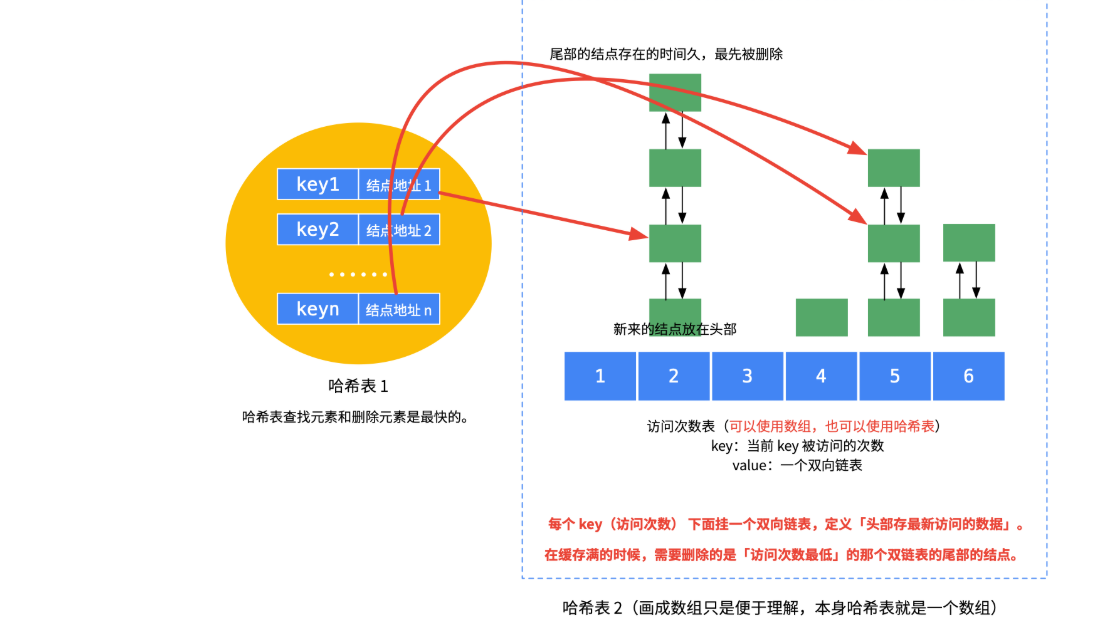 尾部的结点存在的时间久，最先被删除
key1 结点地址 1
key2 结点地址 2
······
keyn 结点地址 n
哈希表 1
哈希表查找元素和删除元素是最快的。
新来的结点放在头部
1 2 3 4 5 6
访问次数表（可以使用数组，也可以使用哈希表）
key：当前 key 被访问的次数
value：一个双向链表
每个 key（访问次数） 下面挂一个双向链表，定义「头部存最新访问的数据」。
在缓存满的时候，需要删除的是「访问次数最低」的那个双链表的尾部的结点。
哈希表 2（画成数组只是便于理解，本身哈希表就是一个数组）